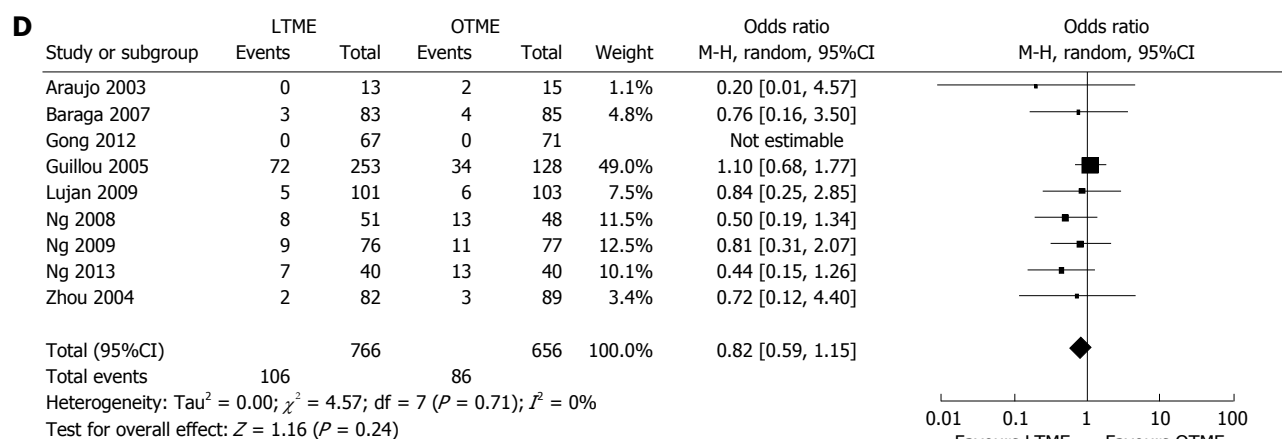 D LTME OTME Odds ratio Odds ratio
Study or subgroup Events Total Events Total Weight M-H, random, 95%CI M-H, random, 95%CI
Araujo 2003 0 13 2 15 1.1% 0.20 [0.01, 4.57]
Baraga 2007 3 83 4 85 4.8% 0.76 [0.16, 3.50]
Gong 2012 0 67 0 71 Not estimable
Guillou 2005 72 253 34 128 49.0% 1.10 [0.68, 1.77]
Lujan 2009 5 101 6 103 7.5% 0.84 [0.25, 2.85]
Ng 2008 8 51 13 48 11.5% 0.50 [0.19, 1.34]
Ng 2009 9 76 11 77 12.5% 0.81 [0.31, 2.07]
Ng 2013 7 40 13 40 10.1% 0.44 [0.15, 1.26]
Zhou 2004 2 82 3 89 3.4% 0.72 [0.12, 4.40]
Total (95%CI) 766 656 100.0% 0.82 [0.59, 1.15]
Total events 106 86
Heterogeneity: Tau² = 0.00; χ² = 4.57; df = 7 (P = 0.71); I² = 0%
Test for overall effect: Z = 1.16 (P = 0.24)
0.01 0.1 1 10 100
Favours LTME Favours OTME